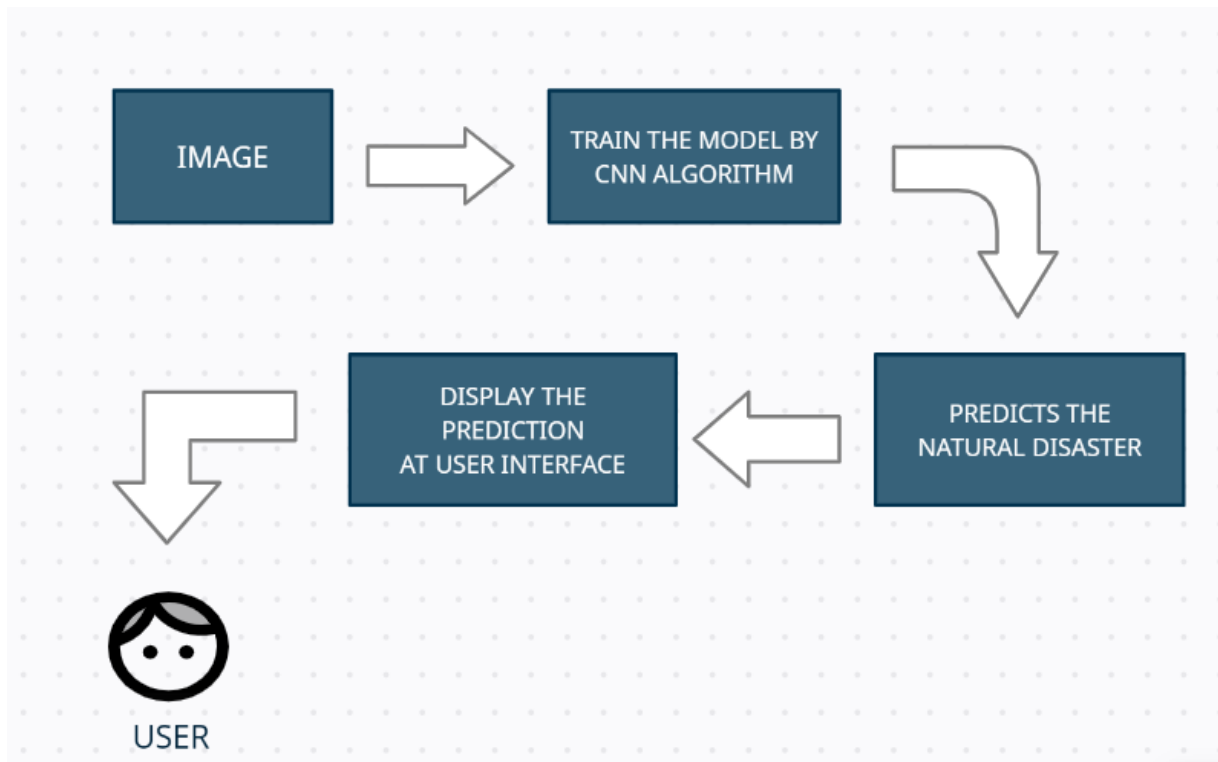 IMAGE
TRAIN THE MODEL BY
CNN ALGORITHM
PREDICTS THE
NATURAL DISASTER
DISPLAY THE
PREDICTION
AT USER INTERFACE
USER